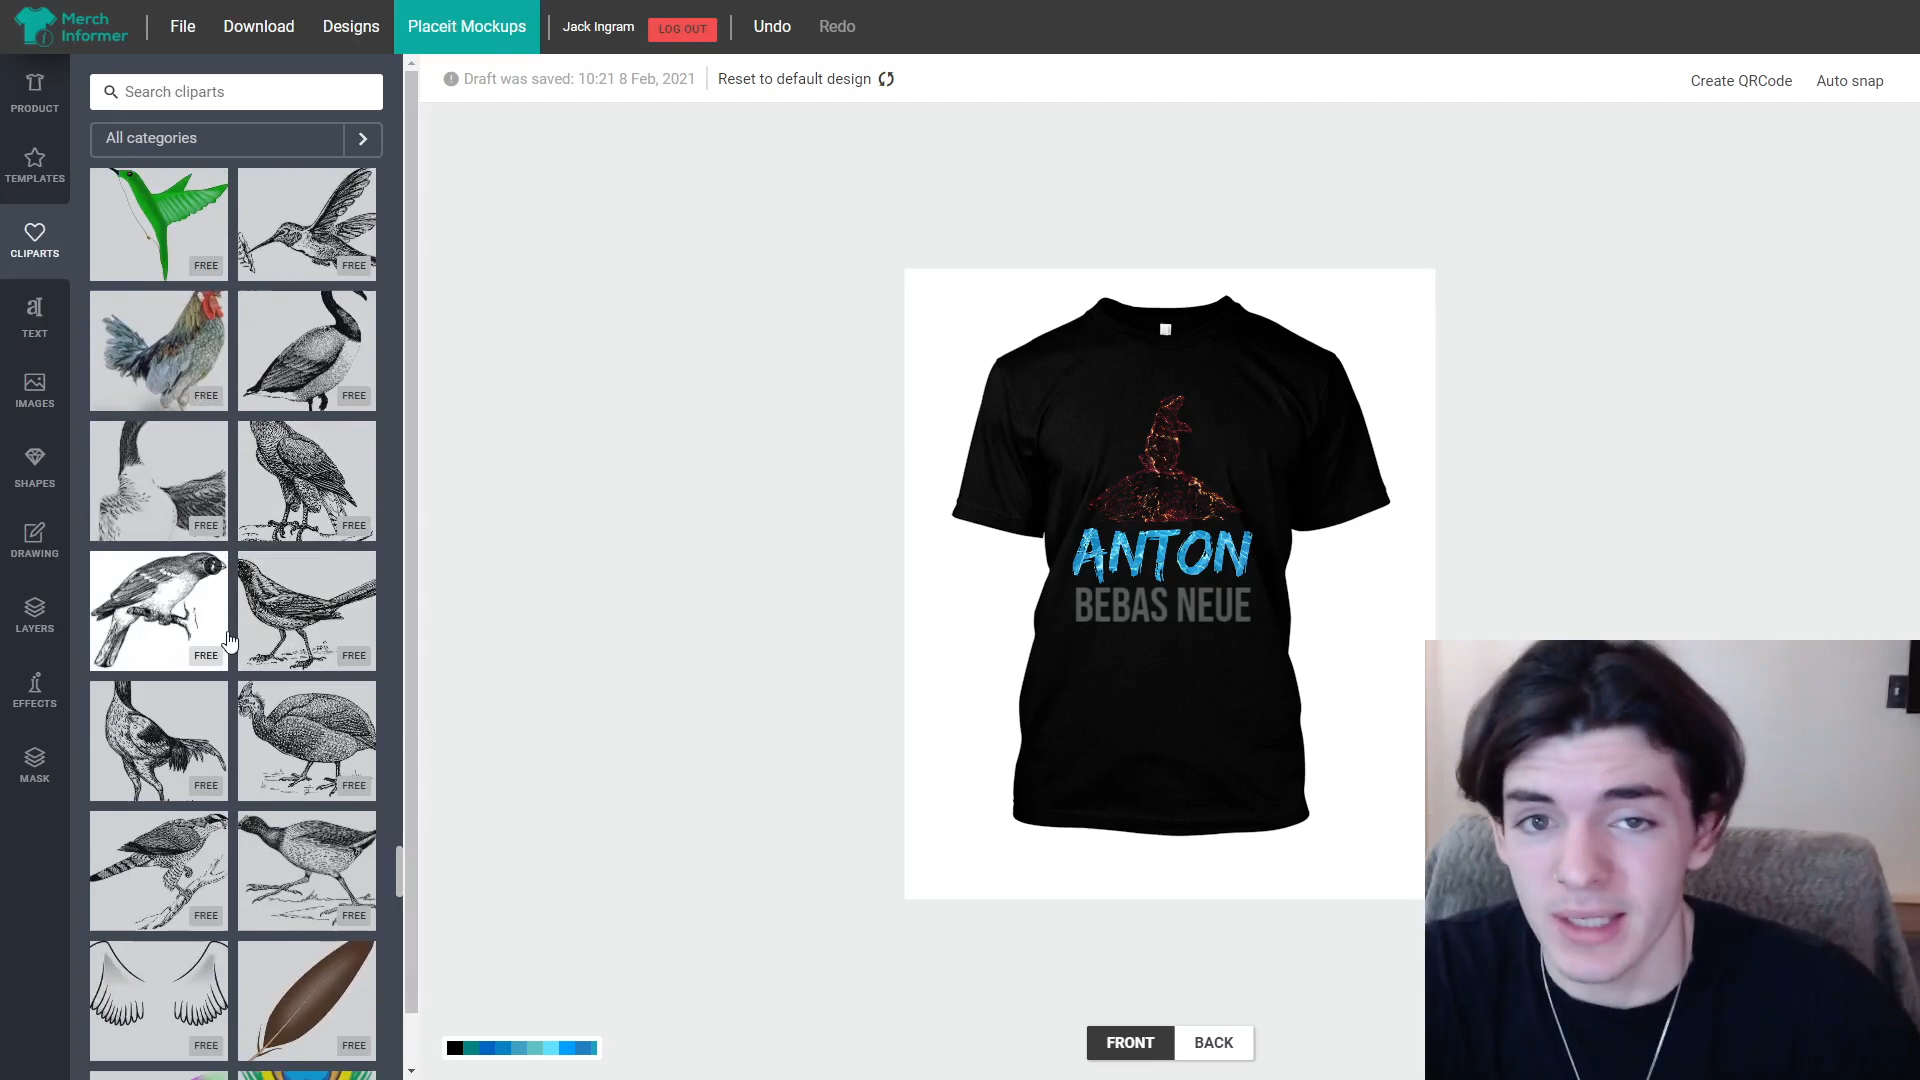 Merch
Informer
File
Download
Designs
Placeit Mockups
Jack Ingram
LOG OUT
Undo
Redo
Draft was saved: 10:21 8 Feb, 2021
Reset to default design
Create QRCode
Auto snap
PRODUCT
TEMPLATES
CLIPARTS
TEXT
IMAGES
SHAPES
DRAWING
LAYERS
EFFECTS
MASK
Search cliparts
All categories
FREE
FREE
FREE
FREE
FREE
FREE
FREE
FREE
FREE
FREE
FREE
FREE
FREE
FREE
ANTON
BEBAS NEUE
FRONT
BACK